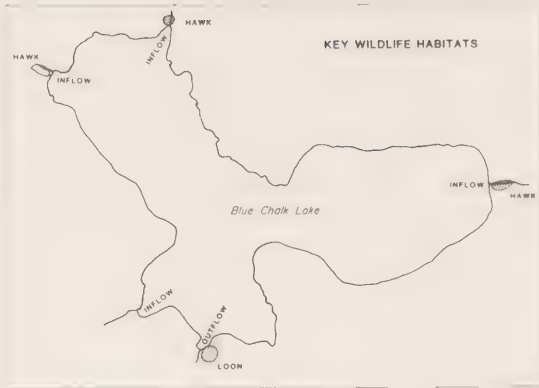 HAWK
KEY WILDLIFE HABITATS
INFLOW
HAWK
INFLOW
INFLOW
HAWK
Blue Chalk Lake
INFLOW
OUTFLOW
LOON